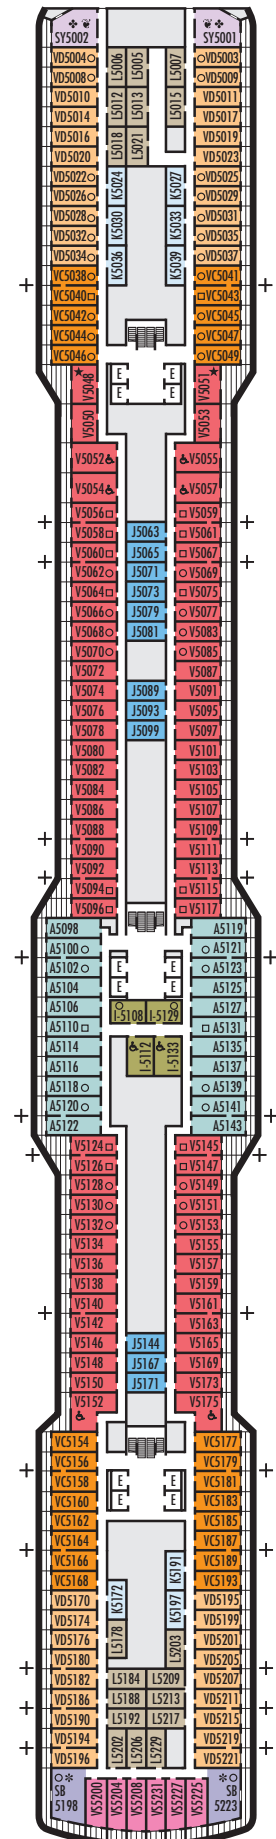 SY5002 SY5001
VD5004 L5006 L5005 L5007 VD5003
VD5008 VD5009
VD5010 L5012 L5013 L5015 VD5011
VD5014 VD5017
VD5016 L5018 L5021 VD5019
VD5020 VD5023
VD5022 K5024 K5027 VD5025
VD5026 VD5029
VD5028 K5030 K5033 VD5031
VD5032 VD5035
VD5034 K5036 K5039 VD5037
VC5038 VC5041
VC5040 VC5043
VC5042 VC5045
VC5044 VC5047
VC5046 VC5049
V5048 E E V5051
V5050 E E V5053
V5052 V5055
V5054 V5057
V5056 V5059
V5058 J5063 V5061
V5060 J5065 V5067
V5062 J5071 V5069
V5064 J5073 V5075
V5066 J5079 V5077
V5068 J5081 V5083
V5070 V5085
V5072 V5087
V5074 J5089 V5091
V5076 J5093 V5095
V5078 J5099 V5097
V5080 V5101
V5082 V5103
V5084 V5105
V5086 V5107
V5088 V5109
V5090 V5111
V5092 V5113
V5094 V5115
V5096 V5117
A5098 A5119
A5100 A5121
A5102 E E A5123
A5104 E E A5125
A5106 I-5108 I-5129 A5127
A5110 A5131
A5114 I-5112 I-5133 A5135
A5116 A5137
A5118 A5139
A5120 A5141
A5122 A5143
V5124 V5145
V5126 V5147
V5128 V5149
V5130 V5151
V5132 V5153
V5134 V5155
V5136 V5157
V5138 V5159
V5140 V5161
V5142 V5163
V5146 J5144 V5165
V5148 J5167 V5169
V5150 J5171 V5173
V5152 V5175
VC5154 VC5177
VC5156 VC5179
VC5158 E E VC5181
VC5160 E E VC5183
VC5162 VC5185
VC5164 VC5187
VC5166 K5191 VC5189
VC5168 K5172 VC5193
VD5170 K5197 VD5195
VD5174 VD5199
VD5176 L5178 L5203 VD5201
VD5180 VD5205
VD5182 L5184 L5209 VD5207
VD5186 L5188 L5213 VD5211
VD5190 L5192 L5217 VD5215
VD5194 L5202 L5206 L5229 VD5219
VD5196 VD5221
SB SB
5198 VS5200 VS5204 VS5208 VS5231 VS5227 VS5225 5223